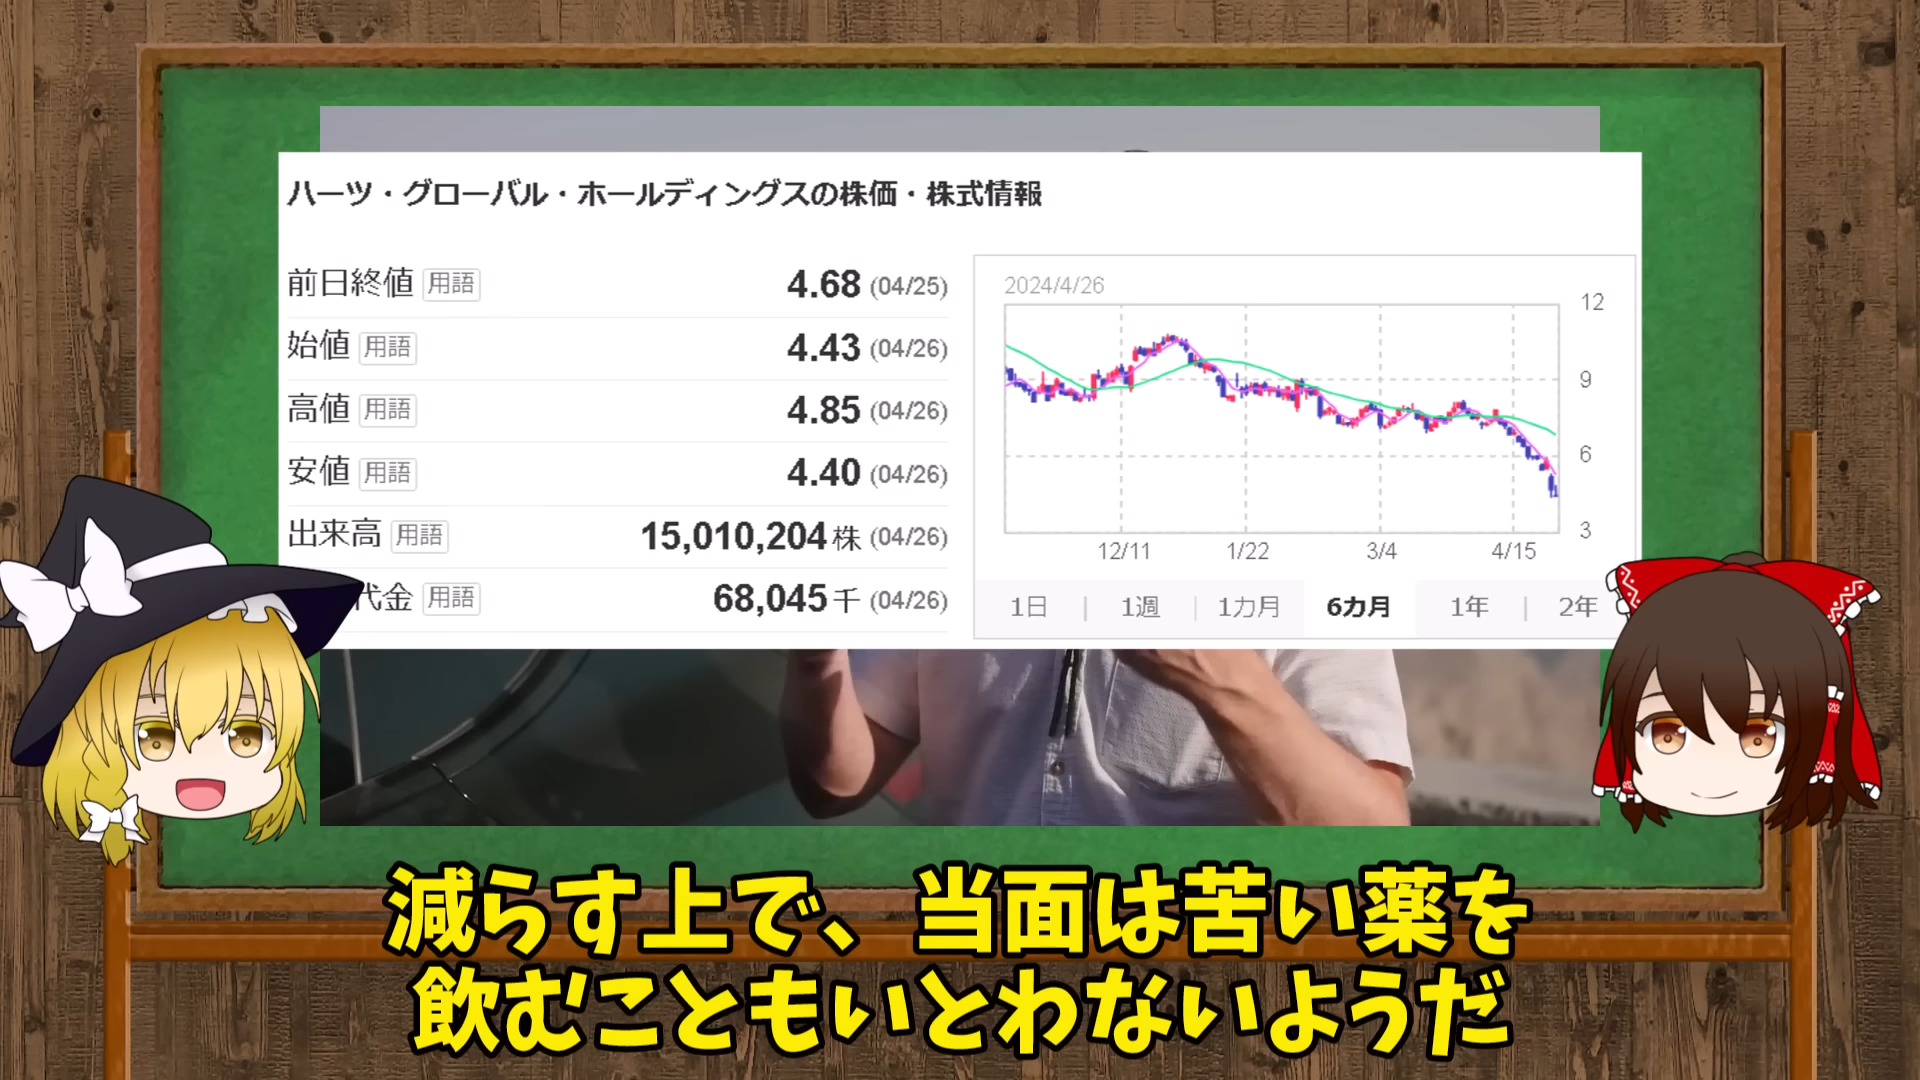 ハーツ・グローバル・ホールディングスの株価・株式情報
前日終値 用語 4.68 (04/25)
始値 用語 4.43 (04/26)
高値 用語 4.85 (04/26)
安値 用語 4.40 (04/26)
出来高 用語 15,010,204株 (04/26)
代金 用語 68,045千 (04/26)
2024/4/26
12
9
6
3
12/11 1/22 3/4 4/15
1日 | 1週 | 1カ月 6カ月 1年 | 2年
減らす上で、当面は苦い薬を
飲むこともいとわないようだ